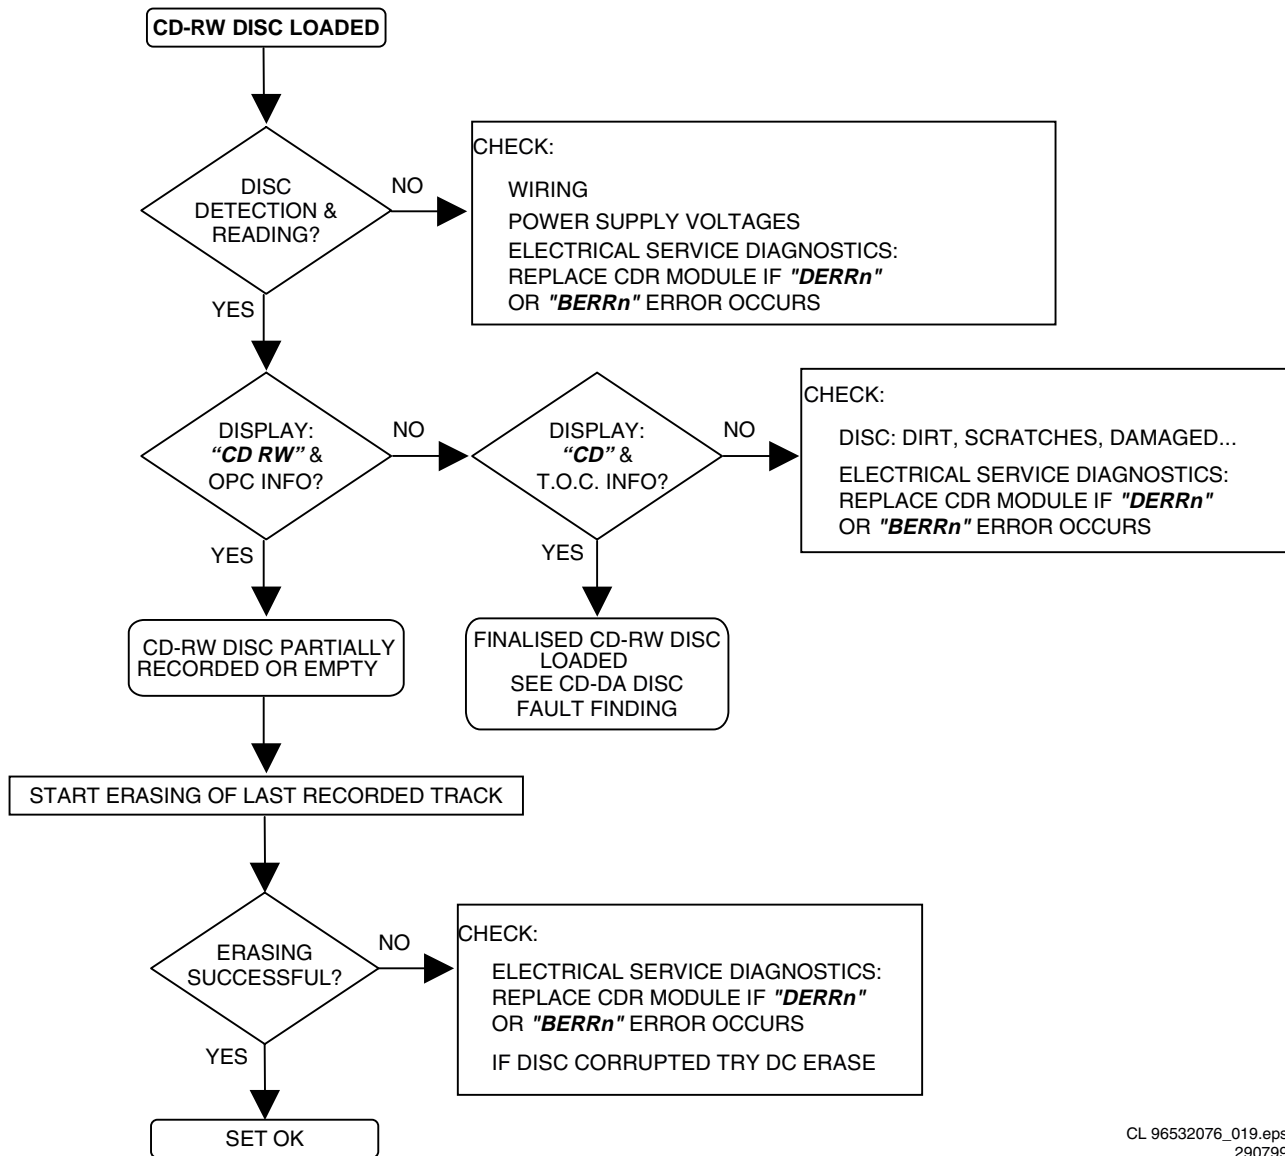 CD-RW DISC LOADED
DISC
DETECTION &
READING?
NO
CHECK:
WIRING
POWER SUPPLY VOLTAGES
ELECTRICAL SERVICE DIAGNOSTICS:
REPLACE CDR MODULE IF "DERRn"
OR "BERRn" ERROR OCCURS
YES
DISPLAY:
“CD RW” &
OPC INFO?
NO
DISPLAY:
“CD” &
T.O.C. INFO?
NO
CHECK:
DISC: DIRT, SCRATCHES, DAMAGED...
ELECTRICAL SERVICE DIAGNOSTICS:
REPLACE CDR MODULE IF "DERRn"
OR "BERRn" ERROR OCCURS
YES
YES
CD-RW DISC PARTIALLY
RECORDED OR EMPTY
FINALISED CD-RW DISC
LOADED
SEE CD-DA DISC
FAULT FINDING
START ERASING OF LAST RECORDED TRACK
ERASING
SUCCESSFUL?
NO
CHECK:
ELECTRICAL SERVICE DIAGNOSTICS:
REPLACE CDR MODULE IF "DERRn"
OR "BERRn" ERROR OCCURS
IF DISC CORRUPTED TRY DC ERASE
YES
SET OK
CL 96532076_019.eps
290799